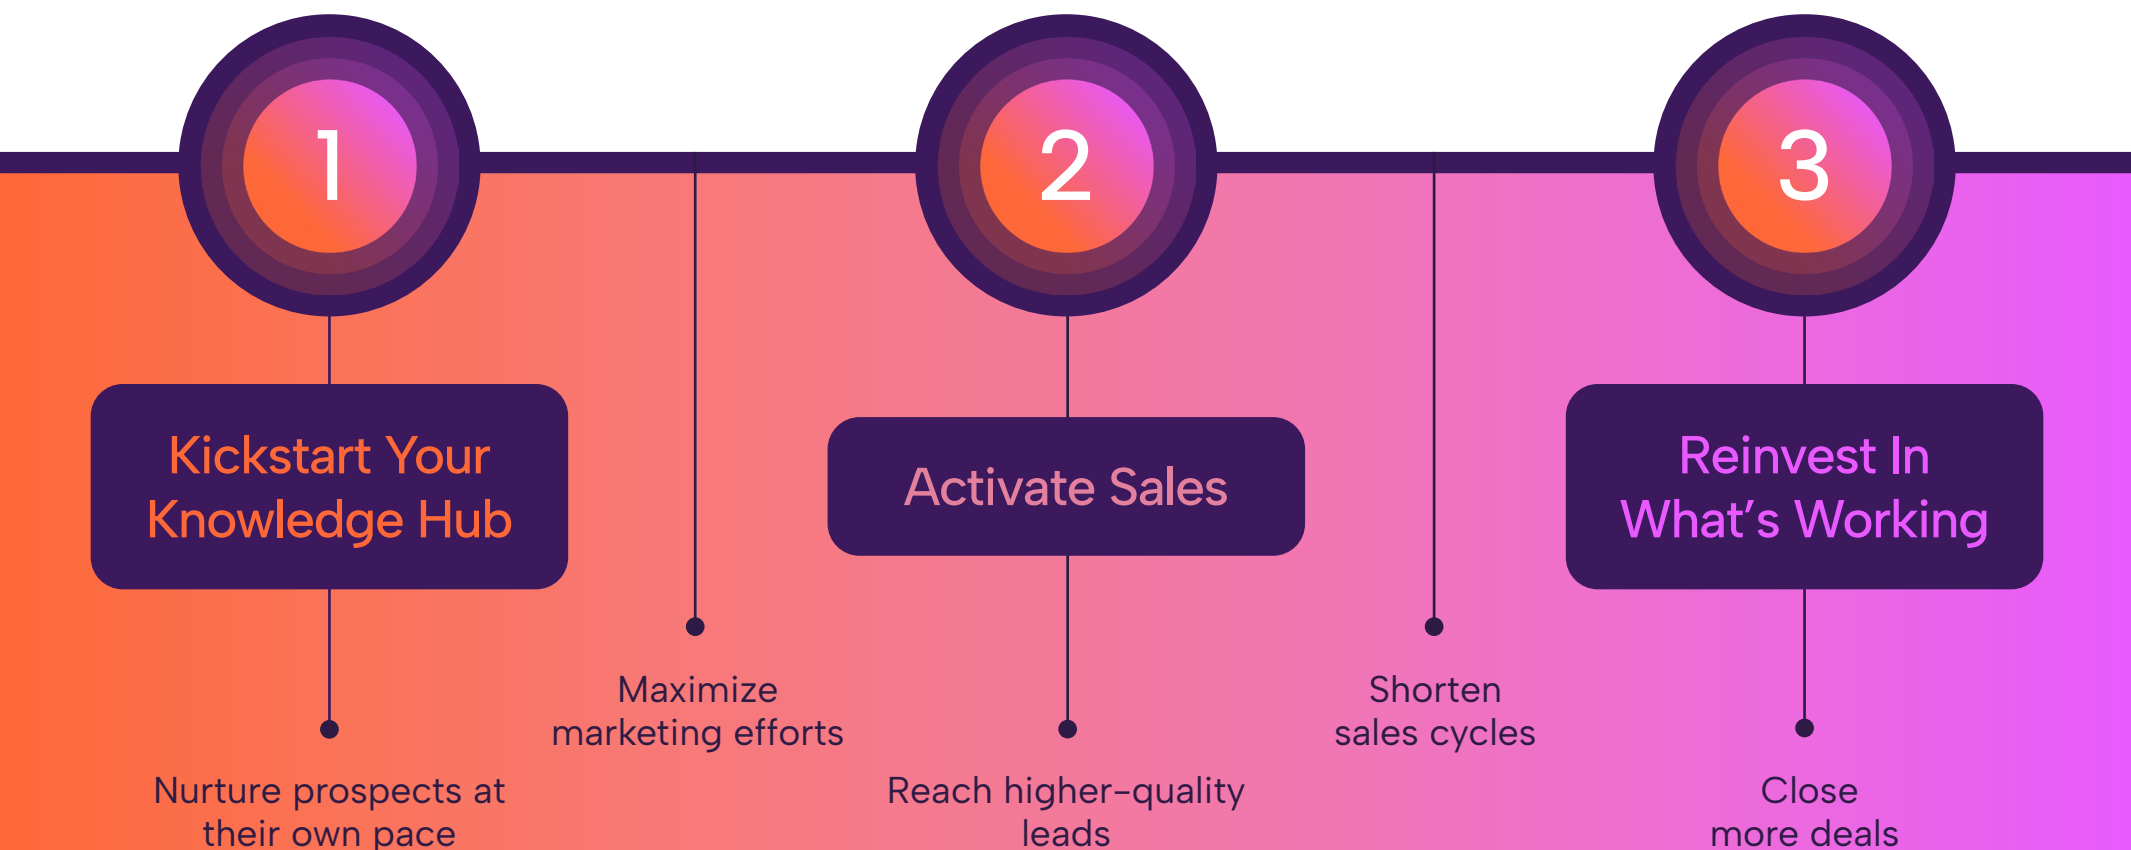 1
Kickstart Your
Knowledge Hub
Nurture prospects at
their own pace
Maximize
marketing efforts
2
Activate Sales
Reach higher-quality
leads
Shorten
sales cycles
3
Reinvest In
What's Working
Close
more deals